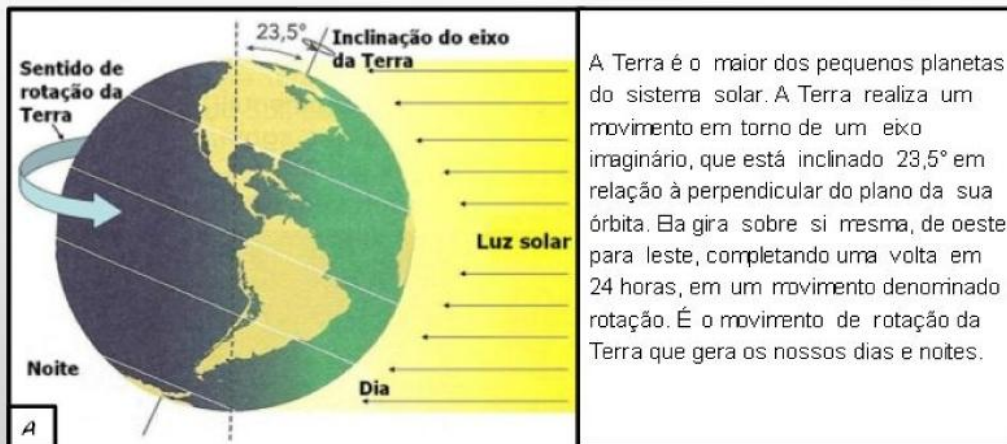 23,5°
Inclinação do eixo
da Terra
Sentido de
rotação da
Terra
Luz solar
Noite
Dia
A
A Terra é o maior dos pequenos planetas
do sistema solar. A Terra realiza um
movimento em torno de um eixo
imaginário, que está inclinado 23,5° em
relação à perpendicular do plano da sua
órbita. Ela gira sobre si mesma, de oeste
para leste, completando uma volta em
24 horas, em um movimento denominado
rotação. É o movimento de rotação da
Terra que gera os nossos dias e noites.